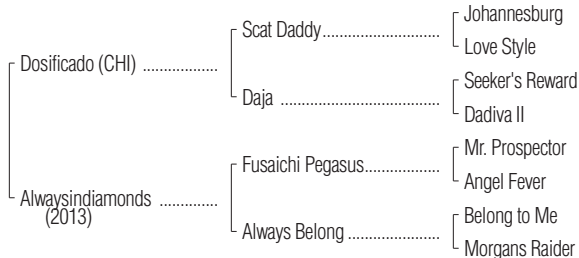 Johannesburg
Scat Daddy
Love Style
Dosificado (CHI)
Seeker's Reward
Daja
Dadiva II
Mr. Prospector
Fusaichi Pegasus
Angel Fever
Alwaysindiamonds
(2013)
Belong to Me
Always Belong
Morgans Raider